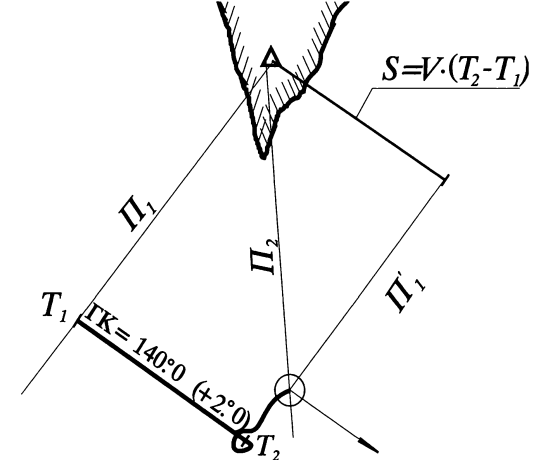 S=V·(T₂-T₁)
П₁
П₂
П'₁
T₁
ГК= 140°.0 (+2°.0)
T₂